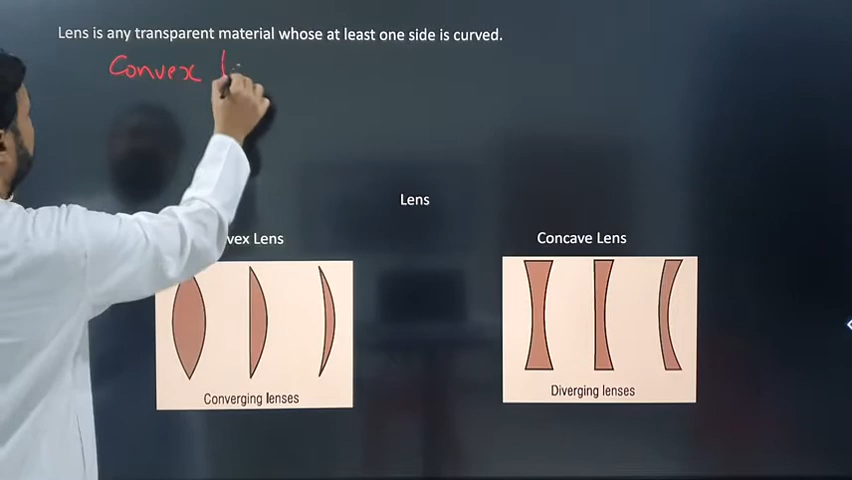 Lens is any transparent material whose at least one side is curved.
Convex
Lens
vex Lens
Concave Lens
Converging lenses
Diverging lenses